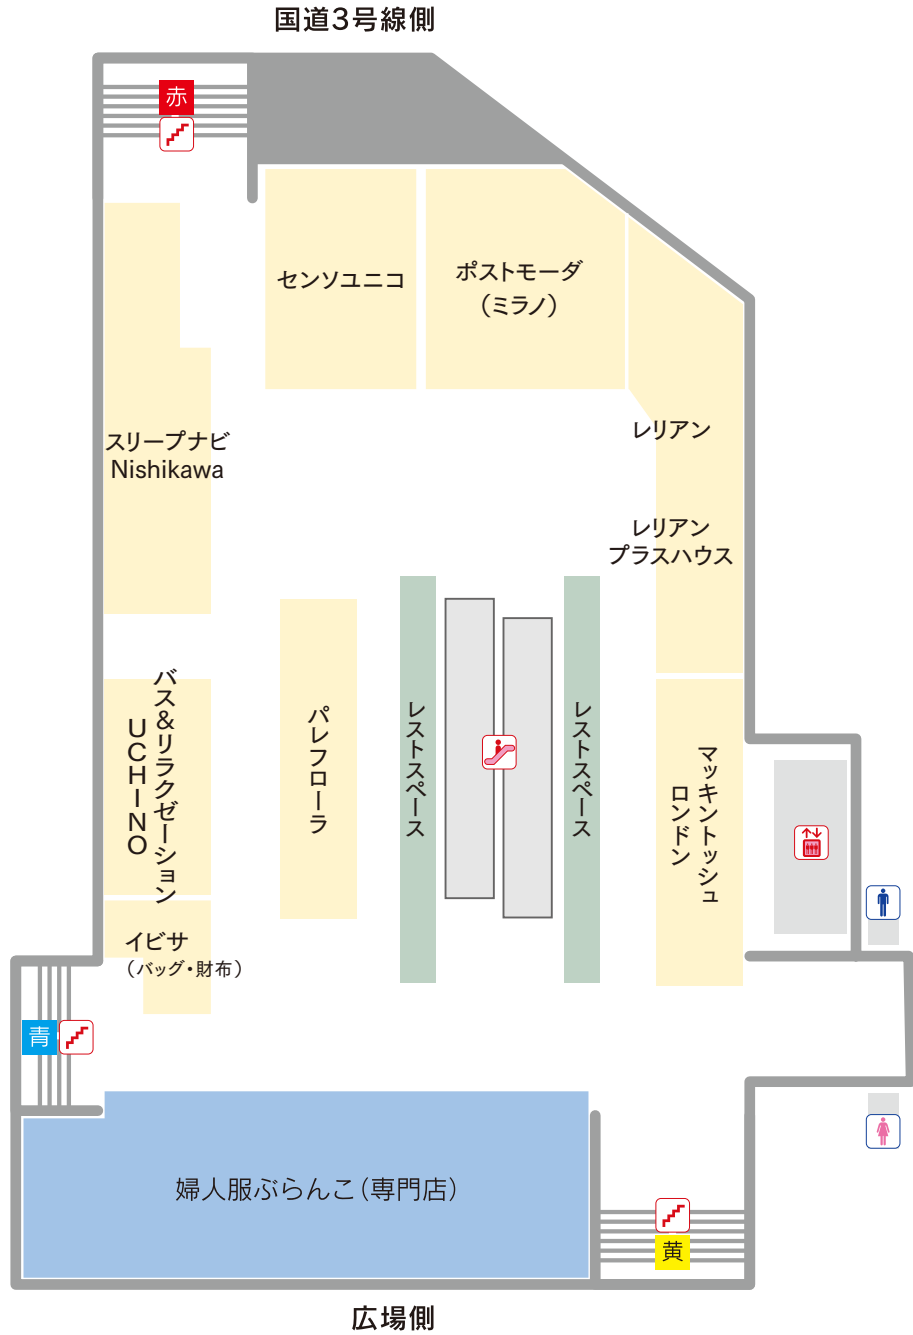 国道3号線側
赤
センソユニコ
ポストモーダ
（ミラノ）
スリープナビ
Nishikawa
レリアン
レリアン
プラスハウス
バス&リラクゼーション
UCHINO
パレフローラ
レストスペース
レストスペース
マッキントッシュ
ロンドン
イビサ
（バッグ・財布）
青
婦人服ぶらんこ（専門店）
黄
広場側